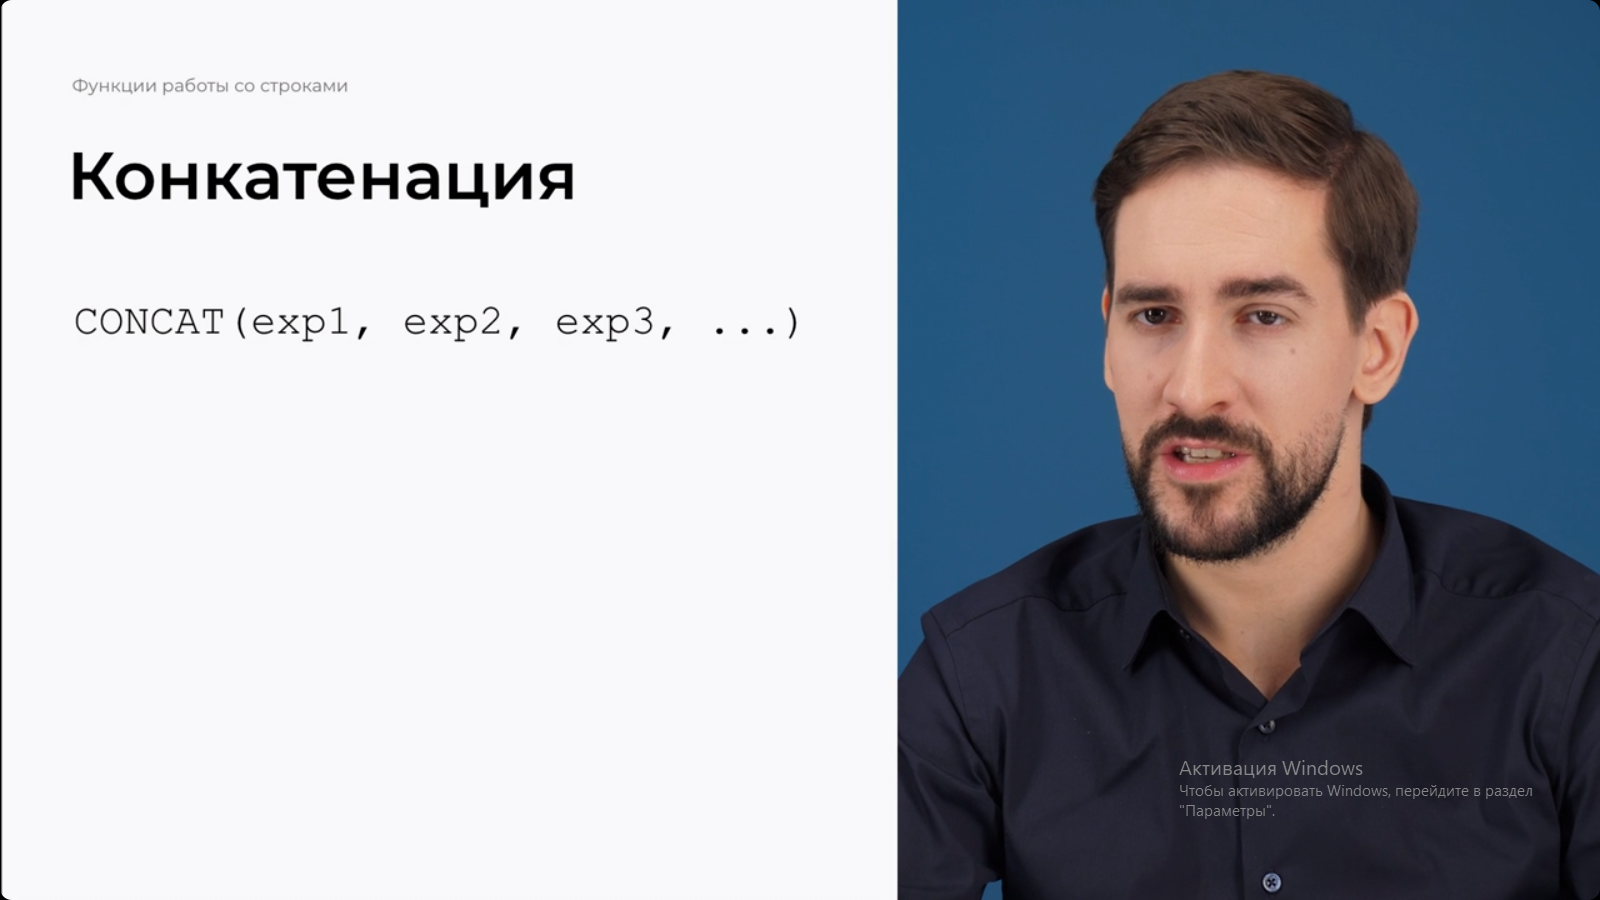 Функции работы со строками
Конкатенация
CONCAT(exp1, exp2, exp3, ...)
Активация Windows
Чтобы активировать Windows, перейдите в раздел
"Параметры".